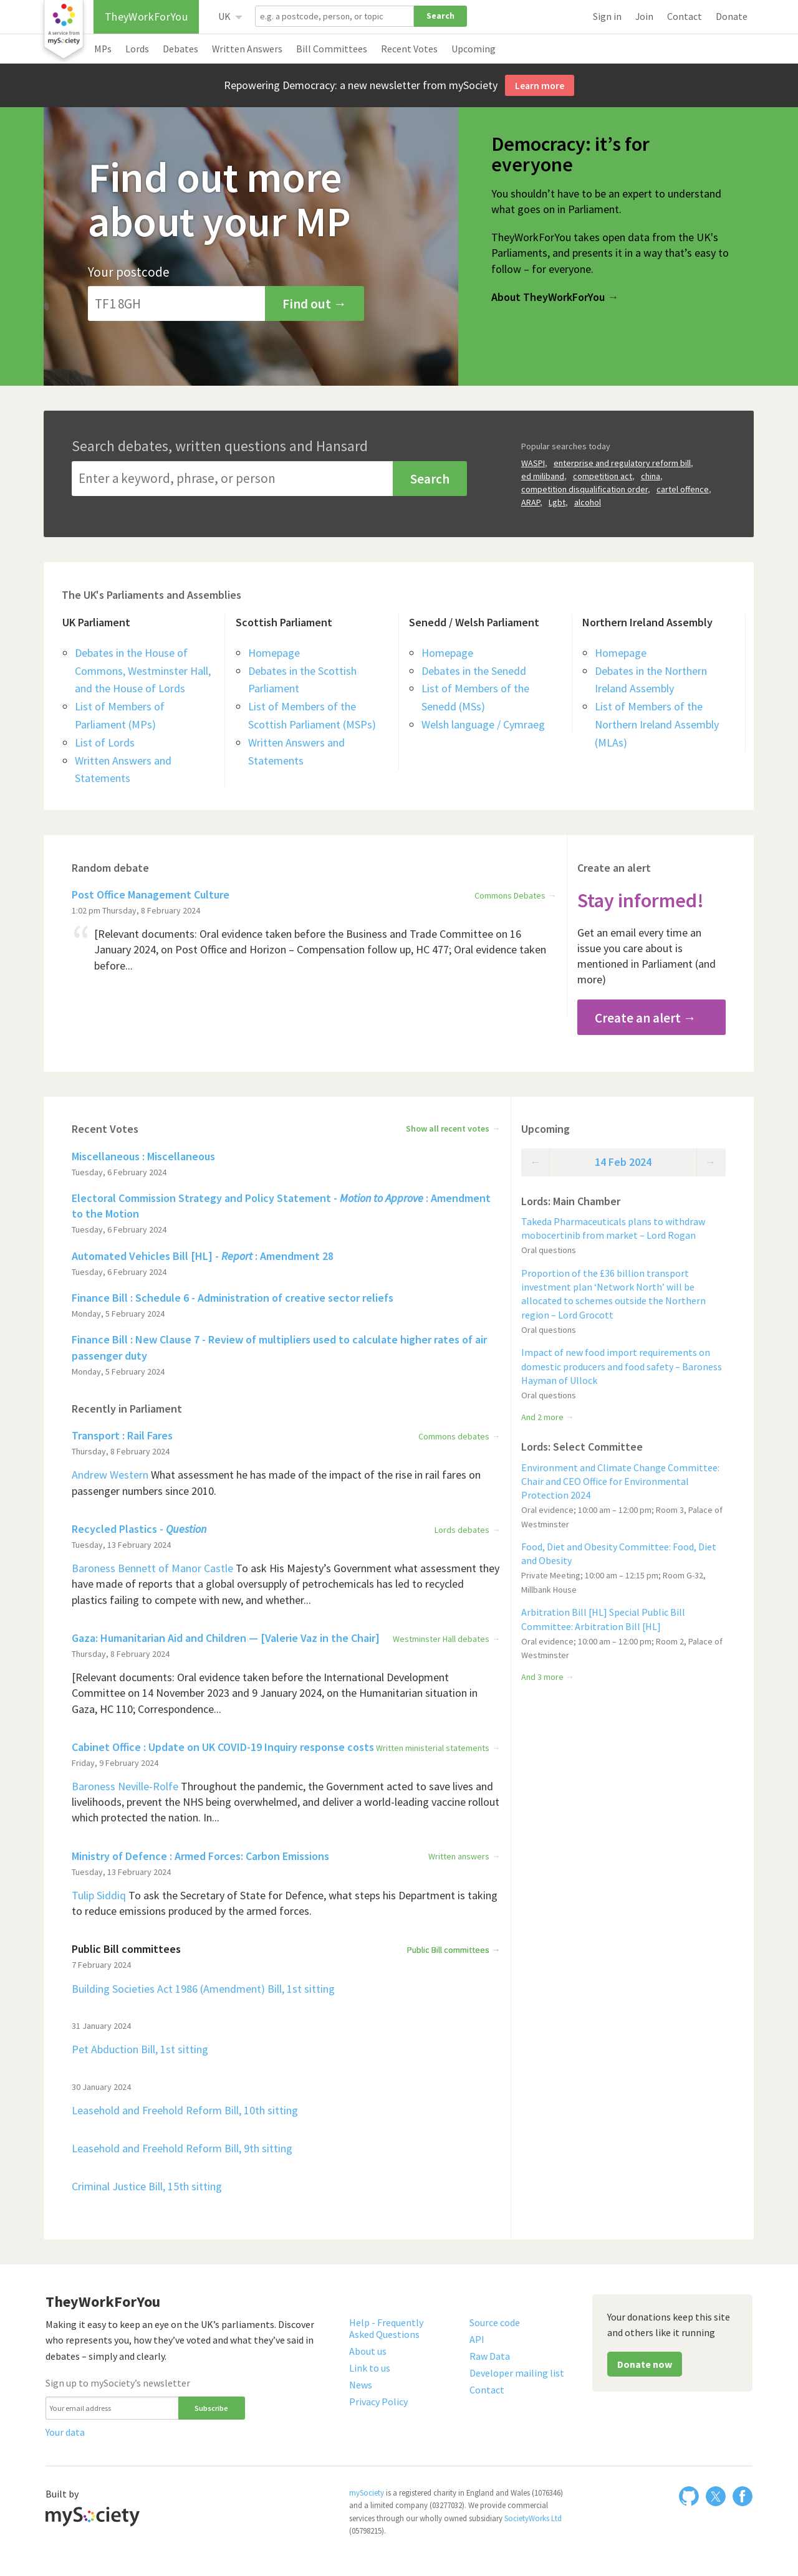 A service from
mySociety
TheyWorkForYou
UK
e.g. a postcode, person, or topic
Search
Sign in
Join
Contact
Donate
MPs
Lords
Debates
Written Answers
Bill Committees
Recent Votes
Upcoming
Repowering Democracy: a new newsletter from mySociety
Learn more
Find out more
about your MP
Your postcode
TF1 8GH
Find out →
Democracy: it’s for
everyone
You shouldn’t have to be an expert to understand
what goes on in Parliament.
TheyWorkForYou takes open data from the UK’s
Parliaments, and presents it in a way that’s easy to
follow – for everyone.
About TheyWorkForYou →
Search debates, written questions and Hansard
Enter a keyword, phrase, or person
Search
Popular searches today
WASPI, enterprise and regulatory reform bill,
ed miliband, competition act, china,
competition disqualification order, cartel offence,
ARAP, Lgbt, alcohol
The UK's Parliaments and Assemblies
UK Parliament
Debates in the House of
Commons, Westminster Hall,
and the House of Lords
List of Members of
Parliament (MPs)
List of Lords
Written Answers and
Statements
Scottish Parliament
Homepage
Debates in the Scottish
Parliament
List of Members of the
Scottish Parliament (MSPs)
Written Answers and
Statements
Senedd / Welsh Parliament
Homepage
Debates in the Senedd
List of Members of the
Senedd (MSs)
Welsh language / Cymraeg
Northern Ireland Assembly
Homepage
Debates in the Northern
Ireland Assembly
List of Members of the
Northern Ireland Assembly
(MLAs)
Random debate
Post Office Management Culture
Commons Debates →
1:02 pm Thursday, 8 February 2024
[Relevant documents: Oral evidence taken before the Business and Trade Committee on 16
January 2024, on Post Office and Horizon – Compensation follow up, HC 477; Oral evidence taken
before...
Create an alert
Stay informed!
Get an email every time an
issue you care about is
mentioned in Parliament (and
more)
Create an alert →
Recent Votes
Show all recent votes →
Miscellaneous : Miscellaneous
Tuesday, 6 February 2024
Electoral Commission Strategy and Policy Statement - Motion to Approve : Amendment
to the Motion
Tuesday, 6 February 2024
Automated Vehicles Bill [HL] - Report : Amendment 28
Tuesday, 6 February 2024
Finance Bill : Schedule 6 - Administration of creative sector reliefs
Monday, 5 February 2024
Finance Bill : New Clause 7 - Review of multipliers used to calculate higher rates of air
passenger duty
Monday, 5 February 2024
Recently in Parliament
Transport : Rail Fares
Commons debates →
Thursday, 8 February 2024
Andrew Western What assessment he has made of the impact of the rise in rail fares on
passenger numbers since 2010.
Recycled Plastics - Question
Lords debates →
Tuesday, 13 February 2024
Baroness Bennett of Manor Castle To ask His Majesty’s Government what assessment they
have made of reports that a global oversupply of petrochemicals has led to recycled
plastics failing to compete with new, and whether...
Gaza: Humanitarian Aid and Children — [Valerie Vaz in the Chair]
Westminster Hall debates →
Thursday, 8 February 2024
[Relevant documents: Oral evidence taken before the International Development
Committee on 14 November 2023 and 9 January 2024, on the Humanitarian situation in
Gaza, HC 110; Correspondence...
Cabinet Office : Update on UK COVID-19 Inquiry response costs
Written ministerial statements →
Friday, 9 February 2024
Baroness Neville-Rolfe Throughout the pandemic, the Government acted to save lives and
livelihoods, prevent the NHS being overwhelmed, and deliver a world-leading vaccine rollout
which protected the nation. In...
Ministry of Defence : Armed Forces: Carbon Emissions
Written answers →
Tuesday, 13 February 2024
Tulip Siddiq To ask the Secretary of State for Defence, what steps his Department is taking
to reduce emissions produced by the armed forces.
Public Bill committees
Public Bill committees →
7 February 2024
Building Societies Act 1986 (Amendment) Bill, 1st sitting
31 January 2024
Pet Abduction Bill, 1st sitting
30 January 2024
Leasehold and Freehold Reform Bill, 10th sitting
Leasehold and Freehold Reform Bill, 9th sitting
Criminal Justice Bill, 15th sitting
Upcoming
← 14 Feb 2024 →
Lords: Main Chamber
Takeda Pharmaceuticals plans to withdraw
mobocertinib from market – Lord Rogan
Oral questions
Proportion of the £36 billion transport
investment plan ‘Network North’ will be
allocated to schemes outside the Northern
region – Lord Grocott
Oral questions
Impact of new food import requirements on
domestic producers and food safety – Baroness
Hayman of Ullock
Oral questions
And 2 more →
Lords: Select Committee
Environment and Climate Change Committee:
Chair and CEO Office for Environmental
Protection 2024
Oral evidence; 10:00 am – 12:00 pm; Room 3, Palace of
Westminster
Food, Diet and Obesity Committee: Food, Diet
and Obesity
Private Meeting; 10:00 am – 12:15 pm; Room G-32,
Millbank House
Arbitration Bill [HL] Special Public Bill
Committee: Arbitration Bill [HL]
Oral evidence; 10:00 am – 12:00 pm; Room 2, Palace of
Westminster
And 3 more →
TheyWorkForYou
Making it easy to keep an eye on the UK’s parliaments. Discover
who represents you, how they’ve voted and what they’ve said in
debates – simply and clearly.
Sign up to mySociety’s newsletter
Your email address
Subscribe
Your data
Help - Frequently
Asked Questions
About us
Link to us
News
Privacy Policy
Source code
API
Raw Data
Developer mailing list
Contact
Your donations keep this site
and others like it running
Donate now
Built by
mySociety
mySociety is a registered charity in England and Wales (1076346)
and a limited company (03277032). We provide commercial
services through our wholly owned subsidiary SocietyWorks Ltd
(05798215).